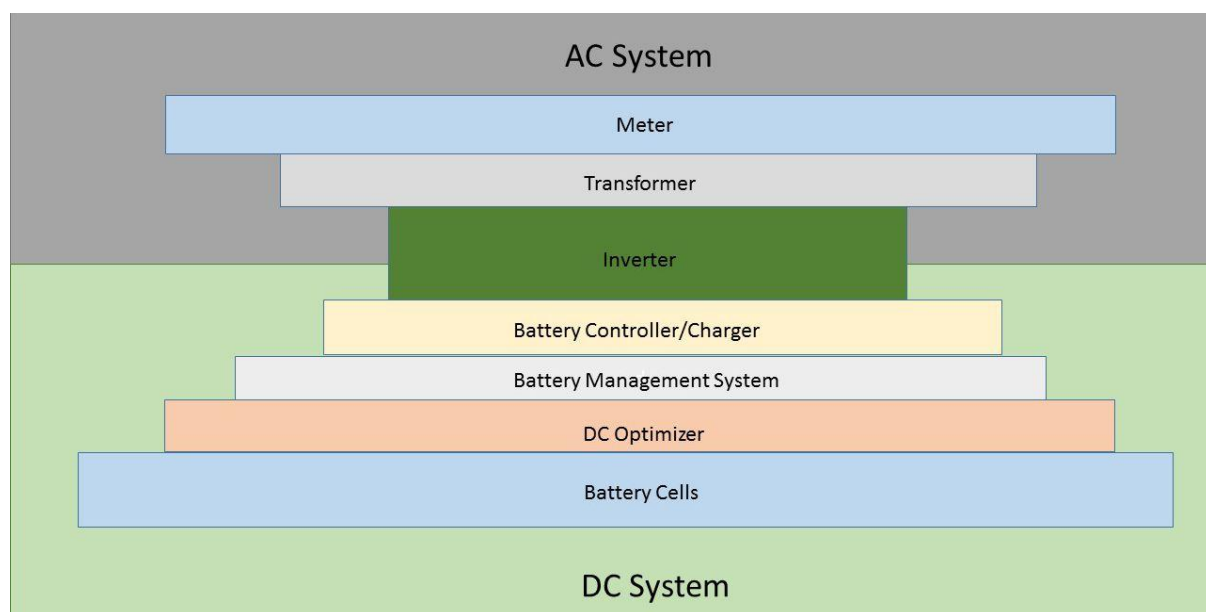 AC System
Meter
Transformer
Inverter
Battery Controller/Charger
Battery Management System
DC Optimizer
Battery Cells
DC System